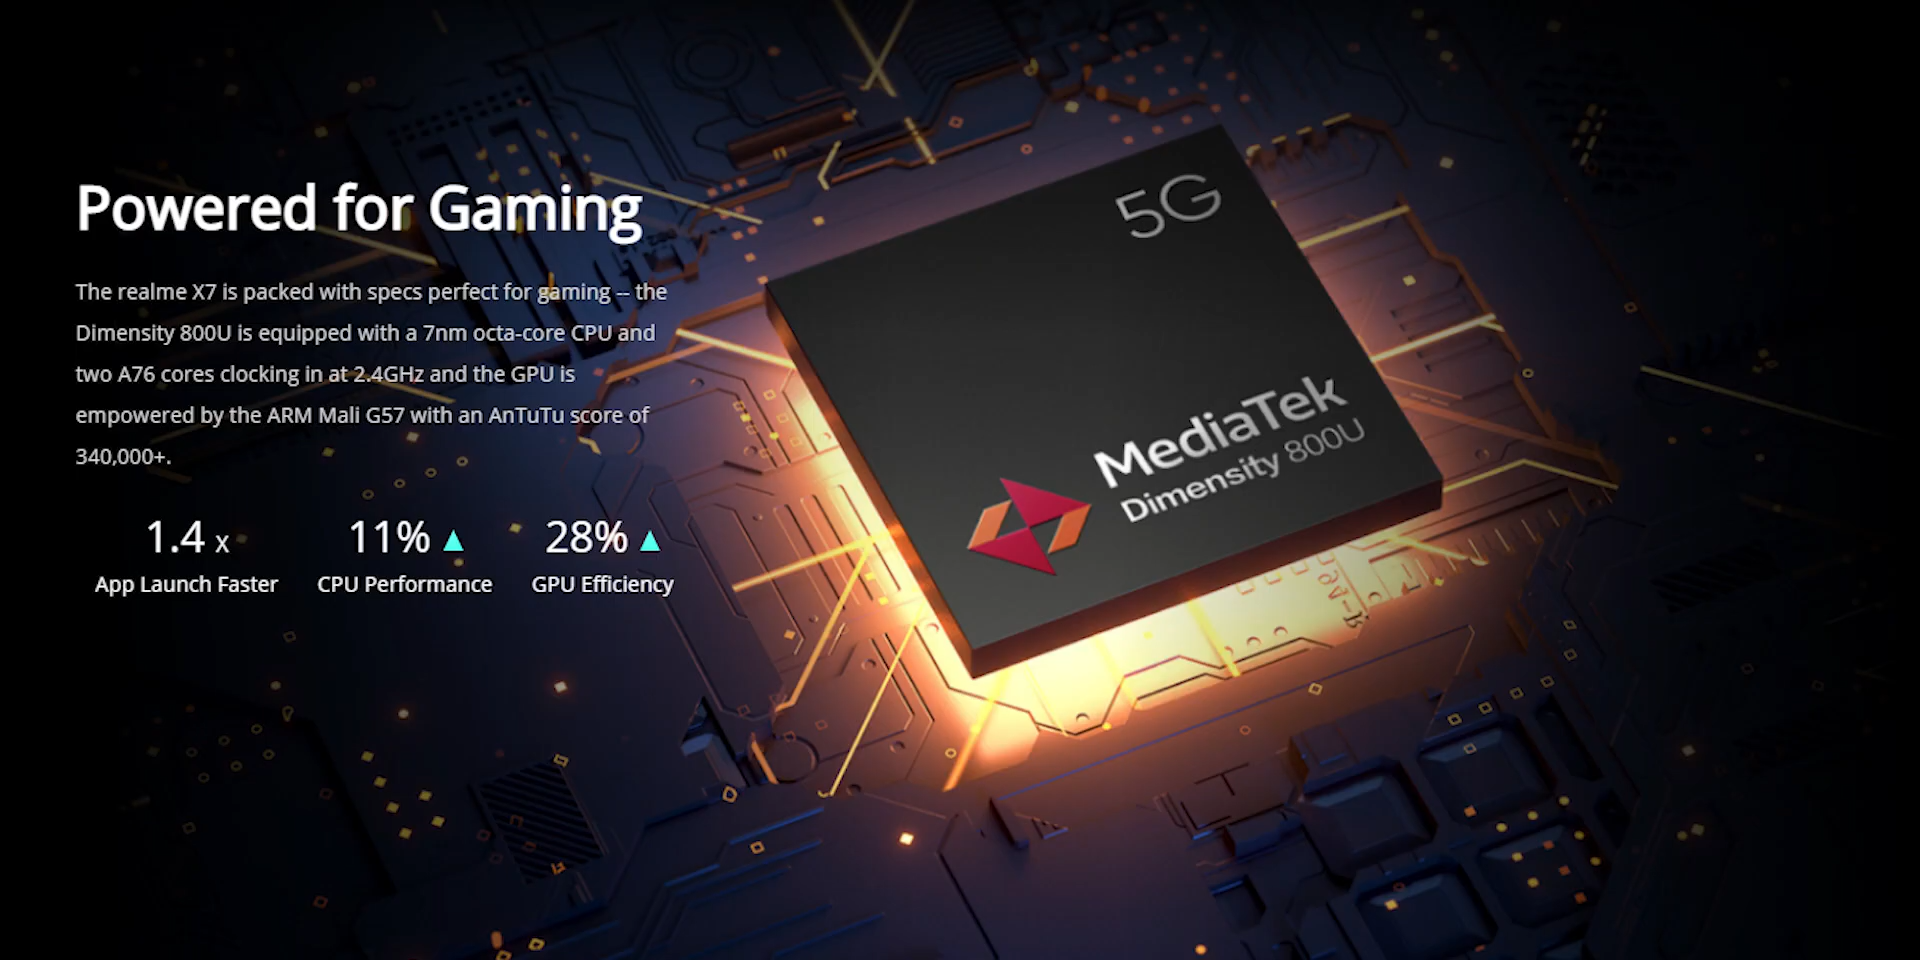 Powered for Gaming
The realme X7 is packed with specs perfect for gaming -- the
Dimensity 800U is equipped with a 7nm octa-core CPU and
two A76 cores clocking in at 2.4GHz and the GPU is
empowered by the ARM Mali G57 with an AnTuTu score of
340,000+.
1.4 x
App Launch Faster
11% ▲
CPU Performance
28% ▲
GPU Efficiency
5G
MediaTek
Dimensity 800U